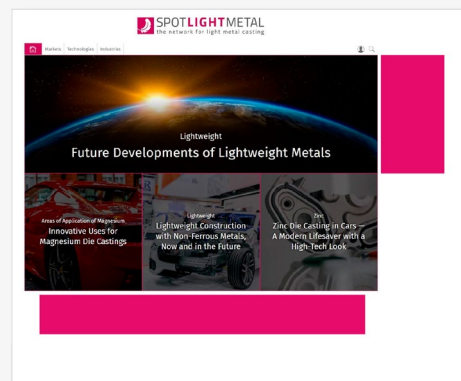 SPOTLIGHTMETAL
the network for light metal casting
Markets Technologies Industries
Lightweight
Future Developments of Lightweight Metals
Areas of Application of Magnesium
Innovative Uses for
Magnesium Die Castings
Lightweight
Lightweight Construction
with Non-Ferrous Metals,
Now and in the Future
Zinc
Zinc Die Casting in Cars —
A Modern Lifesaver with a
High-Tech Look